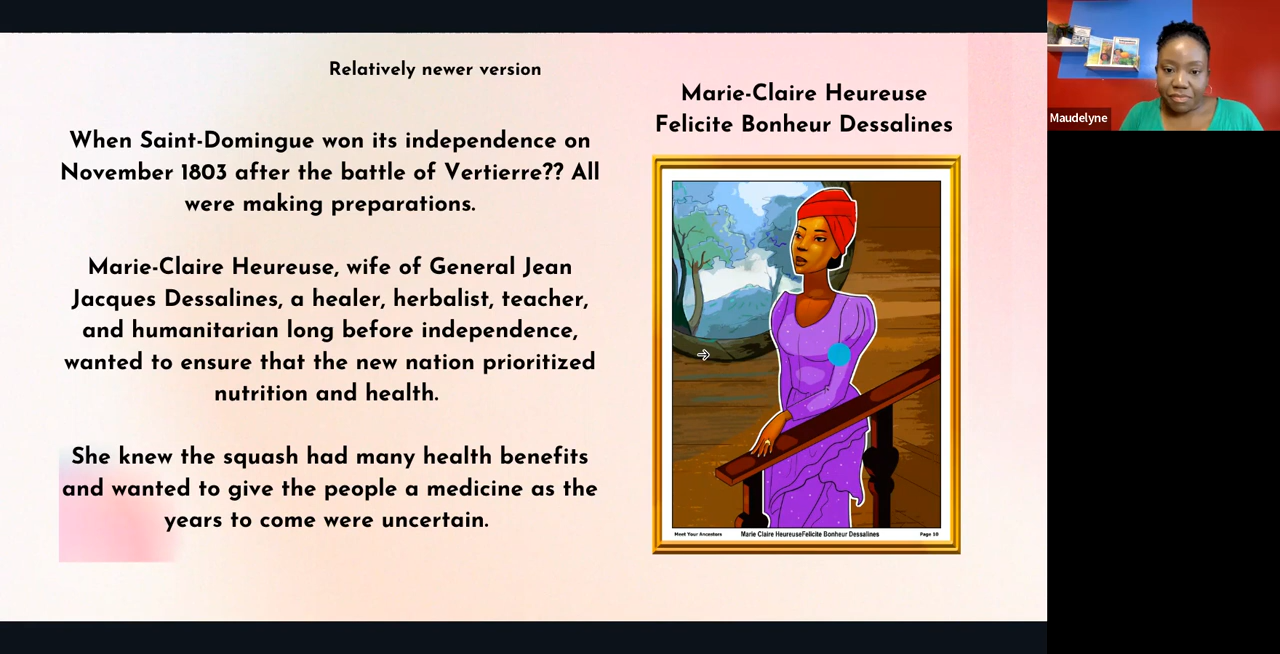 Relatively newer version
When Saint-Domingue won its independence on
November 1803 after the battle of Vertierre?? All
were making preparations.
Marie-Claire Heureuse, wife of General Jean
Jacques Dessalines, a healer, herbalist, teacher,
and humanitarian long before independence,
wanted to ensure that the new nation prioritized
nutrition and health.
She knew the squash had many health benefits
and wanted to give the people a medicine as the
years to come were uncertain.
Marie-Claire Heureuse
Felicite Bonheur Dessalines
Meet Your Ancestors Marie Claire HeureuseFelicite Bonheur Dessalines Page 10
Maudelyne